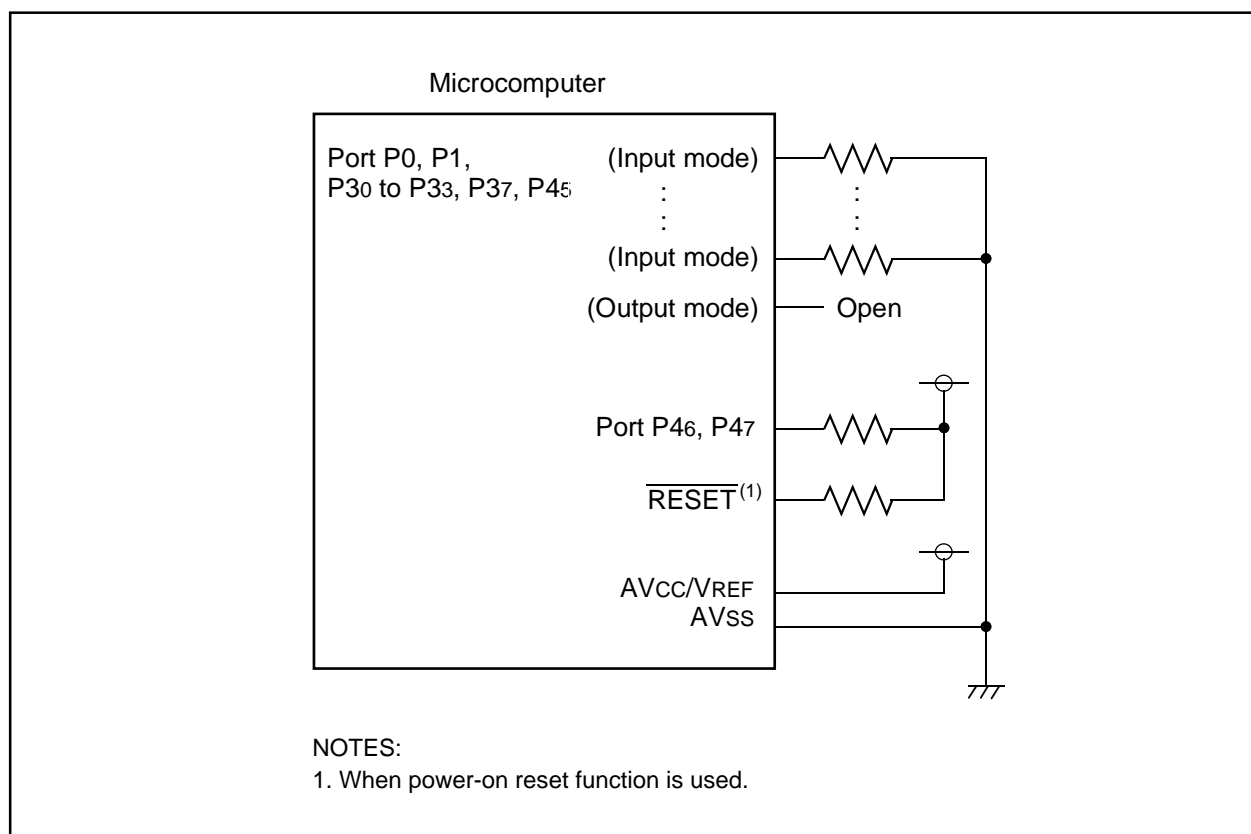 Microcomputer
Port P0, P1, (Input mode)
P30 to P33, P37, P45
(Input mode)
(Output mode) Open
Port P46, P47
RESET(1)
AVCC/VREF
AVSS
NOTES:
1. When power-on reset function is used.